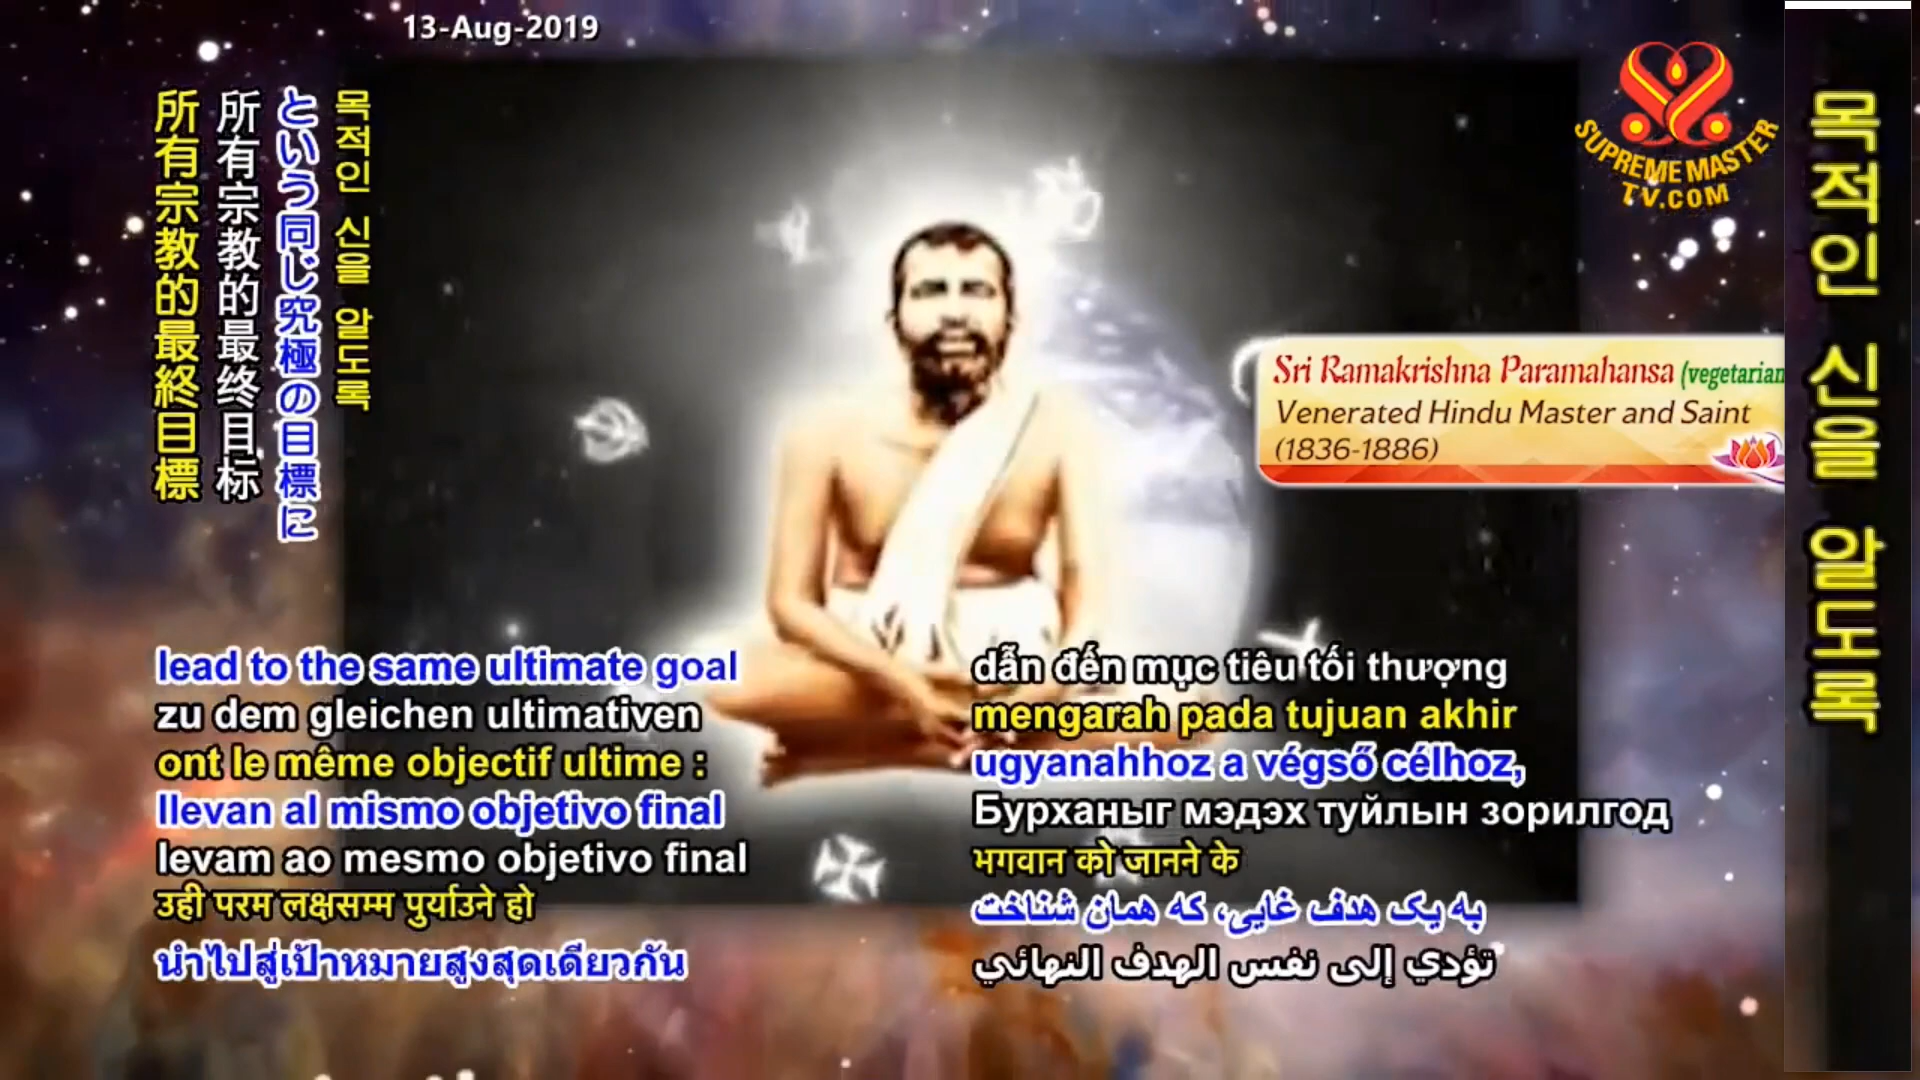 13-Aug-2019
SUPREME MASTER
TV.COM
所有宗教的最終目標
所有宗教的最终目标
という同じ究極の目標に
목적인 신을 알도록
목적인 신을 알도록
Sri Ramakrishna Paramahansa (vegetarian
Venerated Hindu Master and Saint
(1836-1886)
lead to the same ultimate goal
zu dem gleichen ultimativen
ont le même objectif ultime :
llevan al mismo objetivo final
levam ao mesmo objetivo final
उही परम लक्षसम्म पुर्याउने हो
นำไปสู่เป้าหมายสูงสุดเดียวกัน
dẫn đến mục tiêu tối thượng
mengarah pada tujuan akhir
ugyanahhoz a végső célhoz,
Бурханыг мэдэх туйлын зорилгод
भगवान को जानने के
به یک هدف غایی، که همان شناخت
تؤدي إلى نفس الهدف النهائي